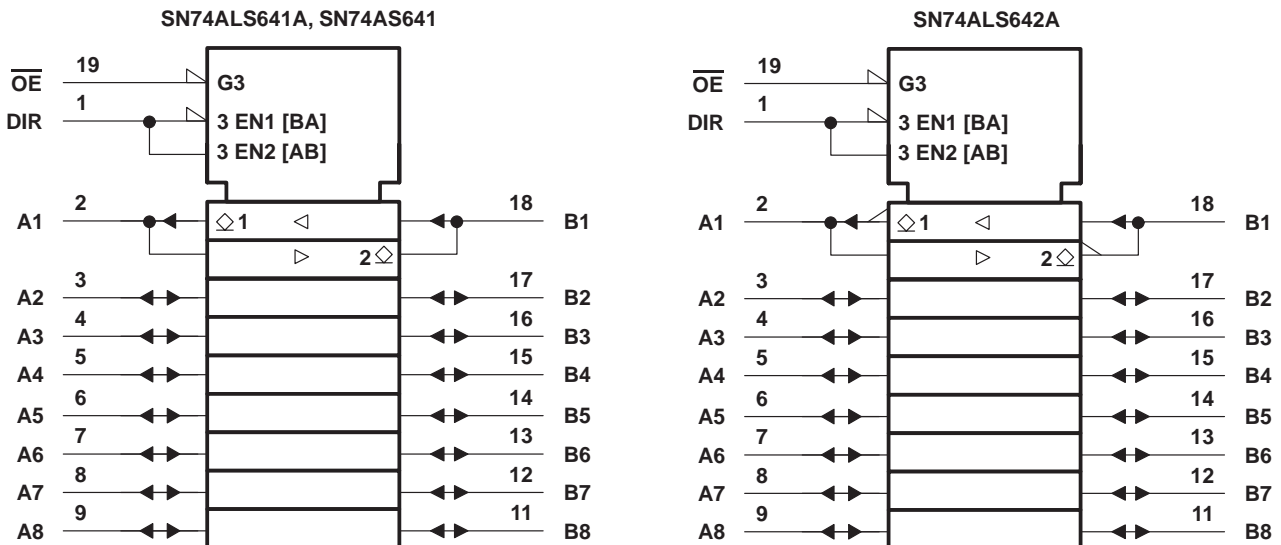 SN74ALS641A, SN74AS641
OE 19 G3
DIR 1 3 EN1 [BA]
3 EN2 [AB]
A1 2 1 18 B1
2
A2 3 17 B2
A3 4 16 B3
A4 5 15 B4
A5 6 14 B5
A6 7 13 B6
A7 8 12 B7
A8 9 11 B8
SN74ALS642A
OE 19 G3
DIR 1 3 EN1 [BA]
3 EN2 [AB]
A1 2 1 18 B1
2
A2 3 17 B2
A3 4 16 B3
A4 5 15 B4
A5 6 14 B5
A6 7 13 B6
A7 8 12 B7
A8 9 11 B8